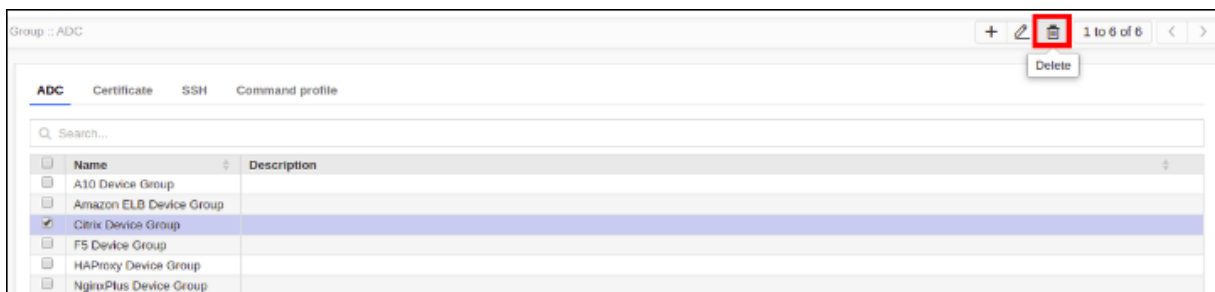 Group :: ADC 1 to 6 of 6
Delete
ADC Certificate SSH Command profile
Search...
Name Description
A10 Device Group
Amazon ELB Device Group
Citrix Device Group
F5 Device Group
HAProxy Device Group
NginxPlus Device Group